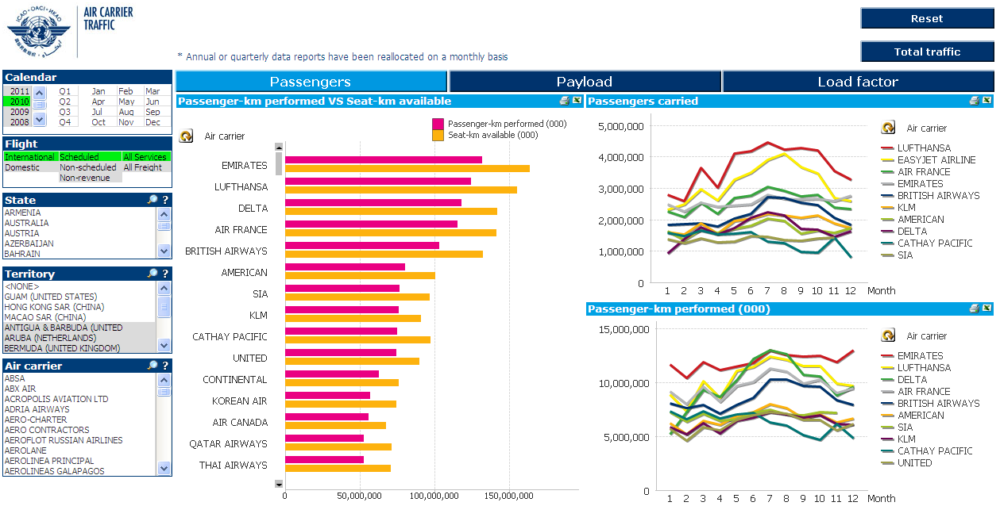 ICAO · OACI · ИКАО
AIR CARRIER
TRAFFIC
* Annual or quarterly data reports have been reallocated on a monthly basis
Reset
Total traffic
Calendar
2011 Q1 Jan Feb Mar
2010 Q2 Apr May Jun
2009 Q3 Jul Aug Sep
2008 Q4 Oct Nov Dec
Flight
International Scheduled All Services
Domestic Non-scheduled All Freight
Non-revenue
State ?
ARMENIA
AUSTRALIA
AUSTRIA
AZERBAIJAN
BAHRAIN
Territory ?
<NONE>
GUAM (UNITED STATES)
HONG KONG SAR (CHINA)
MACAO SAR (CHINA)
ANTIGUA & BARBUDA (UNITED
ARUBA (NETHERLANDS)
BERMUDA (UNITED KINGDOM)
Air carrier ?
ABSA
ABX AIR
ACROPOLIS AVIATION LTD
ADRIA AIRWAYS
AERO-CHARTER
AERO CONTRACTORS
AEROFLOT RUSSIAN AIRLINES
AEROLANE
AEROLINEA PRINCIPAL
AEROLINEAS GALAPAGOS
Passengers
Payload
Load factor
Passenger-km performed VS Seat-km available
Air carrier
Passenger-km performed (000)
Seat-km available (000)
EMIRATES
LUFTHANSA
DELTA
AIR FRANCE
BRITISH AIRWAYS
AMERICAN
SIA
KLM
CATHAY PACIFIC
UNITED
CONTINENTAL
KOREAN AIR
AIR CANADA
QATAR AIRWAYS
THAI AIRWAYS
0 50,000,000 100,000,000 150,000,000
Passengers carried
5,000,000
4,000,000
3,000,000
2,000,000
1,000,000
0
1 2 3 4 5 6 7 8 9 10 11 12 Month
Air carrier
LUFTHANSA
EASYJET AIRLINE
AIR FRANCE
EMIRATES
BRITISH AIRWAYS
KLM
AMERICAN
DELTA
CATHAY PACIFIC
SIA
Passenger-km performed (000)
15,000,000
10,000,000
5,000,000
0
1 2 3 4 5 6 7 8 9 10 11 12 Month
Air carrier
EMIRATES
LUFTHANSA
DELTA
AIR FRANCE
BRITISH AIRWAYS
AMERICAN
SIA
KLM
CATHAY PACIFIC
UNITED